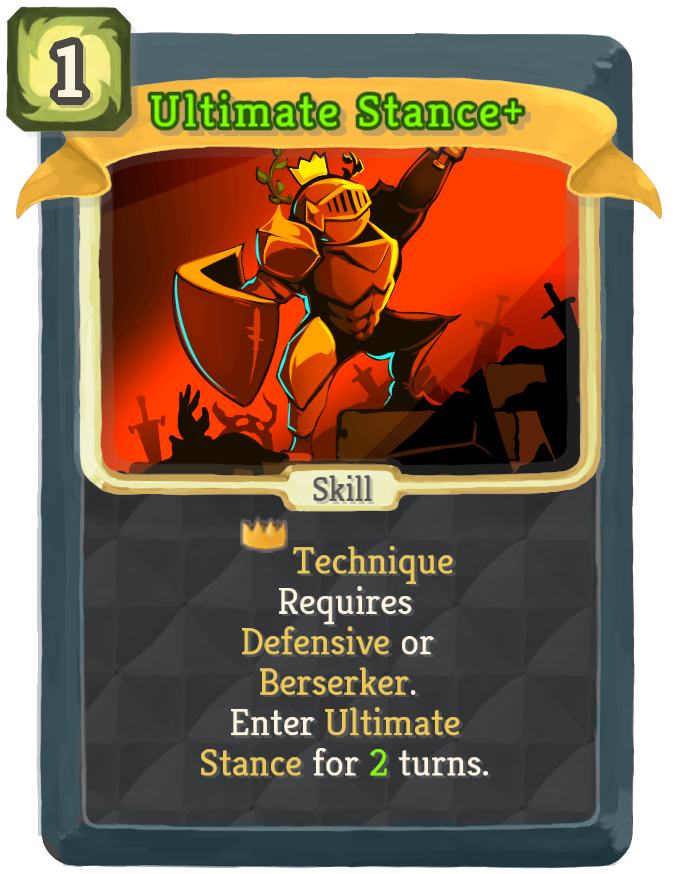 1
Ultimate Stance+
Skill
Technique
Requires
Defensive or
Berserker.
Enter Ultimate
Stance for 2 turns.